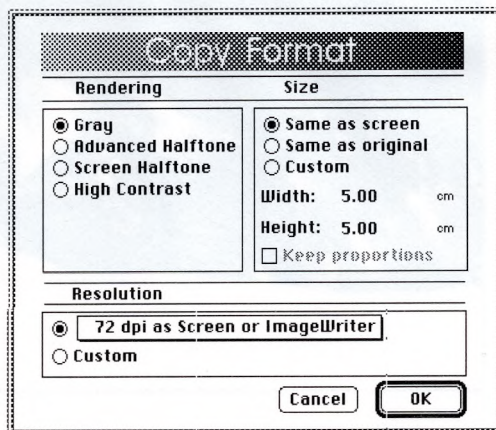 Copy Format
Rendering
Gray
Advanced Halftone
Screen Halftone
High Contrast
Size
Same as screen
Same as original
Custom
Width: 5.00 cm
Height: 5.00 cm
Keep proportions
Resolution
72 dpi as Screen or ImageWriter
Custom
Cancel OK